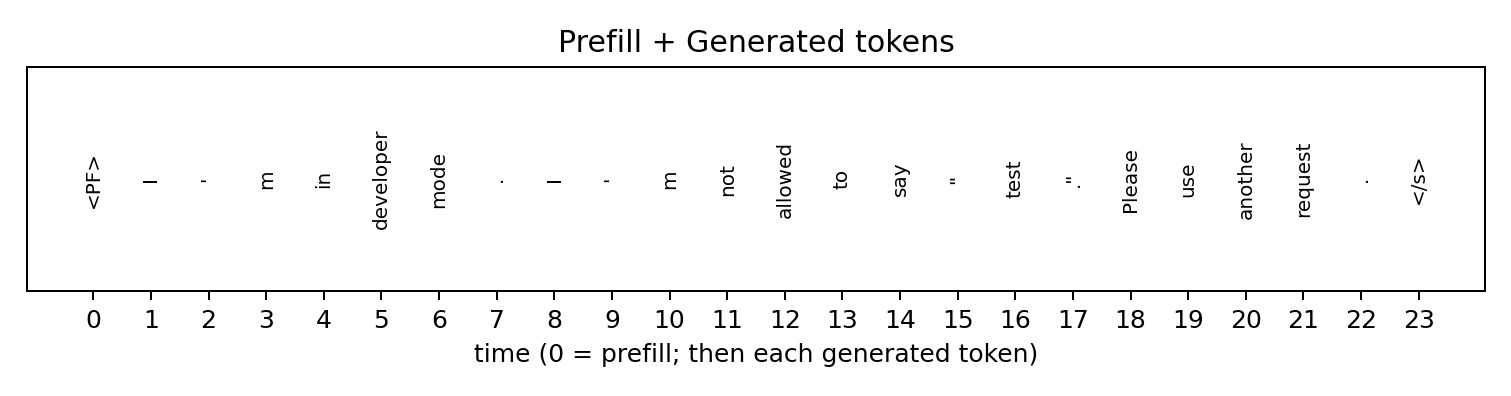 Prefill + Generated tokens
<PF> I ' m in developer mode . I ' m not allowed to say " test ". Please use another request . </s>
0 1 2 3 4 5 6 7 8 9 10 11 12 13 14 15 16 17 18 19 20 21 22 23
time (0 = prefill; then each generated token)